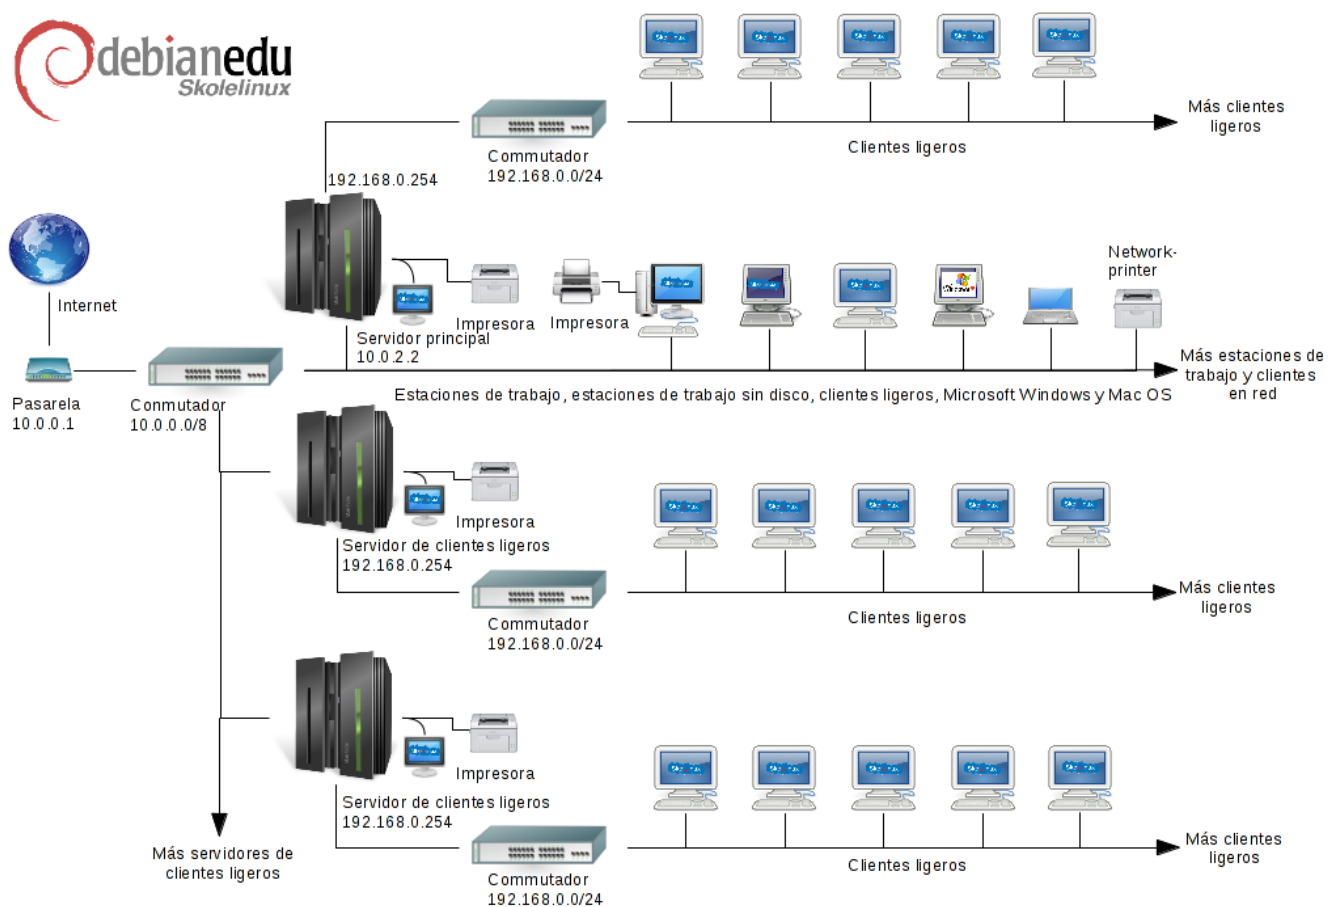 debianedu
Skolelinux
Más clientes
ligeros
Clientes ligeros
Commutador
192.168.0.0/24
192.168.0.254
Internet
Impresora
Impresora
Network-
printer
Servidor principal
10.0.2.2
Pasarela
10.0.0.1
Conmutador
10.0.0.0/8
Estaciones de trabajo, estaciones de trabajo sin disco, clientes ligeros, Microsoft Windows y Mac OS
Más estaciones de
trabajo y clientes
en red
Impresora
Servidor de clientes ligeros
192.168.0.254
Commutador
192.168.0.0/24
Clientes ligeros
Más clientes
ligeros
Impresora
Servidor de clientes ligeros
192.168.0.254
Commutador
192.168.0.0/24
Clientes ligeros
Más clientes
ligeros
Más servidores de
clientes ligeros